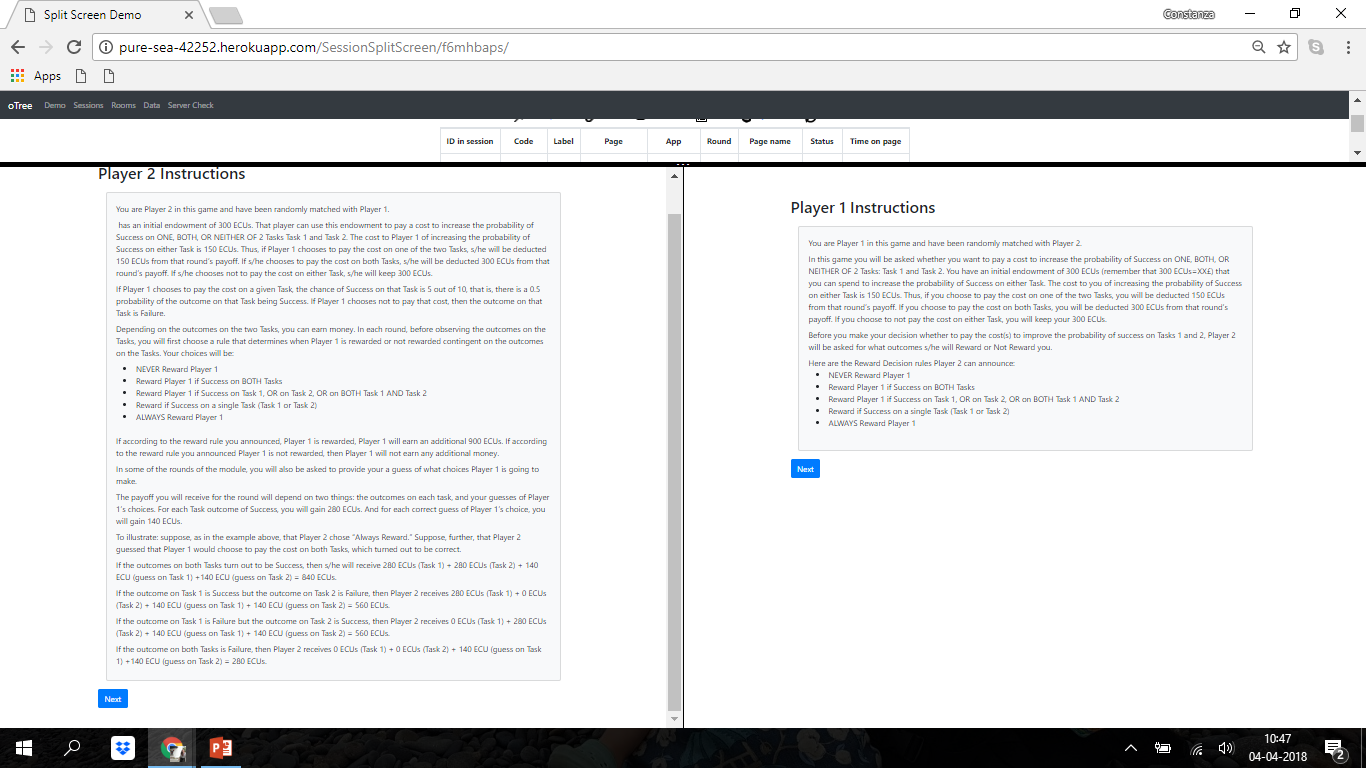 Split Screen Demo
Constanza
pure-sea-42252.herokuapp.com/SessionSplitScreen/f6mhbaps/
Apps
oTree Demo Sessions Rooms Data Server Check
ID in session Code Label Page App Round Page name Status Time on page
Player 2 Instructions
You are Player 2 in this game and have been randomly matched with Player 1.
has an initial endowment of 300 ECUs. That player can use this endowment to pay a cost to increase the probability of
Success on ONE, BOTH, OR NEITHER OF 2 Tasks Task 1 and Task 2. The cost to Player 1 of increasing the probability of
Success on either Task is 150 ECUs. Thus, if Player 1 chooses to pay the cost on one of the two Tasks, s/he will be deducted
150 ECUs from that round's payoff. If s/he chooses to pay the cost on both Tasks, s/he will be deducted 300 ECUs from that
round's payoff. If s/he chooses not to pay the cost on either Task, s/he will keep 300 ECUs.
If Player 1 chooses to pay the cost on a given Task, the chance of Success on that Task is 5 out of 10, that is, there is a 0.5
probability of the outcome on that Task being Success. If Player 1 chooses not to pay that cost, then the outcome on that
Task is Failure.
Depending on the outcomes on the two Tasks, you can earn money. In each round, before observing the outcomes on the
Tasks, you will first choose a rule that determines when Player 1 is rewarded or not rewarded contingent on the outcomes
on the Tasks. Your choices will be:
• NEVER Reward Player 1
• Reward Player 1 if Success on BOTH Tasks
• Reward Player 1 if Success on Task 1, OR on Task 2, OR on BOTH Task 1 AND Task 2
• Reward if Success on a single Task (Task 1 or Task 2)
• ALWAYS Reward Player 1
If according to the reward rule you announced, Player 1 is rewarded, Player 1 will earn an additional 900 ECUs. If according
to the reward rule you announced Player 1 is not rewarded, then Player 1 will not earn any additional money.
In some of the rounds of the module, you will also be asked to provide your a guess of what choices Player 1 is going to
make.
The payoff you will receive for the round will depend on two things: the outcomes on each task, and your guesses of Player
1's choices. For each Task outcome of Success, you will gain 280 ECUs. And for each correct guess of Player 1's choice, you
will gain 140 ECUs.
To illustrate: suppose, as in the example above, that Player 2 chose "Always Reward." Suppose, further, that Player 2
guessed that Player 1 would choose to pay the cost on both Tasks, which turned out to be correct.
If the outcomes on both Tasks turn out to be Success, then s/he will receive 280 ECUs (Task 1) + 280 ECUs (Task 2) + 140
ECU (guess on Task 1) +140 ECU (guess on Task 2) = 840 ECUs.
If the outcome on Task 1 is Success but the outcome on Task 2 is Failure, then Player 2 receives 280 ECUs (Task 1) + 0 ECUs
(Task 2) + 140 ECU (guess on Task 1) + 140 ECU (guess on Task 2) = 560 ECUs.
If the outcome on Task 1 is Failure but the outcome on Task 2 is Success, then Player 2 receives 0 ECUs (Task 1) + 280 ECUs
(Task 2) + 140 ECU (guess on Task 1) + 140 ECU (guess on Task 2) = 560 ECUs.
If the outcome on both Tasks is Failure, then Player 2 receives 0 ECUs (Task 1) + 0 ECUs (Task 2) + 140 ECU (guess on Task
1) +140 ECU (guess on Task 2) = 280 ECUs.
Next
Player 1 Instructions
You are Player 1 in this game and have been randomly matched with Player 2.
In this game you will be asked whether you want to pay a cost to increase the probability of Success on ONE, BOTH, OR
NEITHER OF 2 Tasks: Task 1 and Task 2. You have an initial endowment of 300 ECUs (remember that 300 ECUs=XX£) that
you can spend to increase the probability of Success on either Task. The cost to you of increasing the probability of Success
on either Task is 150 ECUs. Thus, if you choose to pay the cost on one of the two Tasks, you will be deducted 150 ECUs
from that round's payoff. If you choose to pay the cost on both Tasks, you will be deducted 300 ECUs from that round's
payoff. If you choose to not pay the cost on either Task, you will keep your 300 ECUs.
Before you make your decision whether to pay the cost(s) to improve the probability of success on Tasks 1 and 2, Player 2
will be asked for what outcomes s/he will Reward or Not Reward you.
Here are the Reward Decision rules Player 2 can announce:
• NEVER Reward Player 1
• Reward Player 1 if Success on BOTH Tasks
• Reward Player 1 if Success on Task 1, OR on Task 2, OR on BOTH Task 1 AND Task 2
• Reward if Success on a single Task (Task 1 or Task 2)
• ALWAYS Reward Player 1
Next
10:47
04-04-2018
2